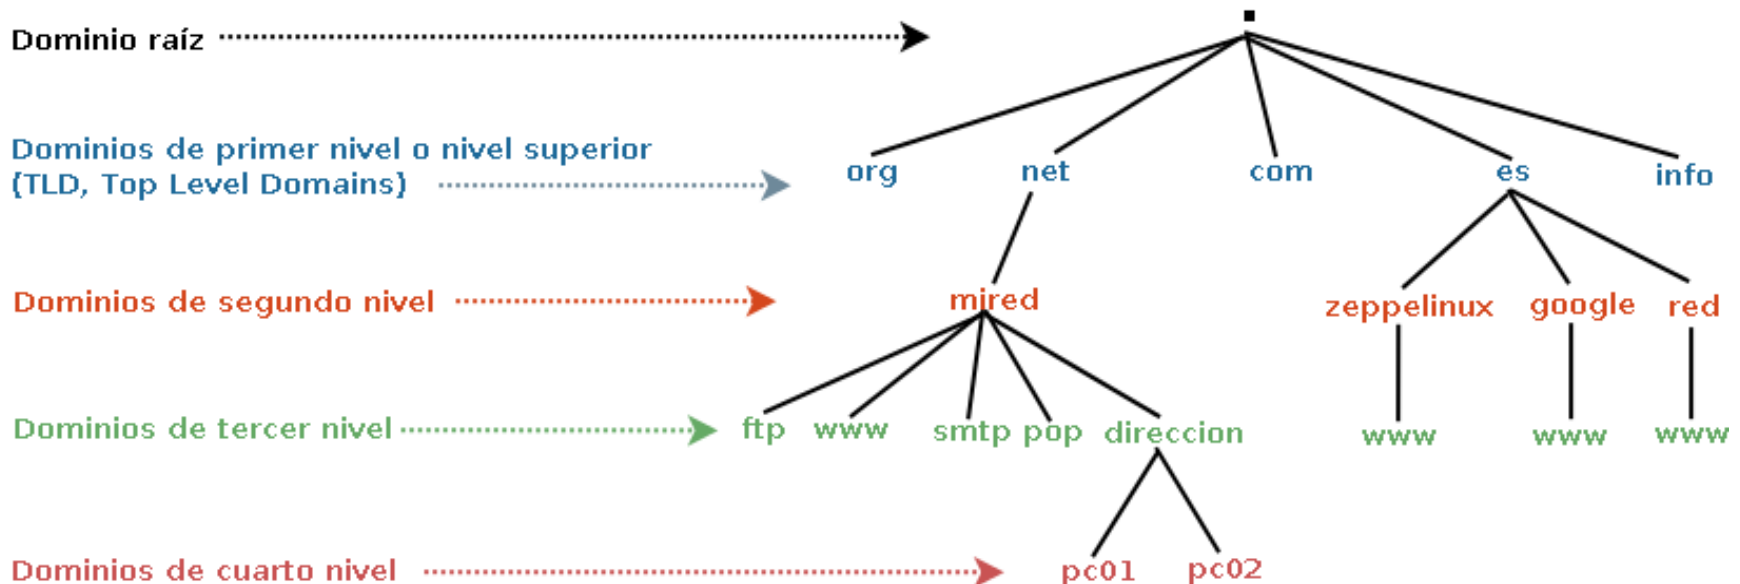 .
Dominio raíz
Dominios de primer nivel o nivel superior
(TLD, Top Level Domains)
org net com es info
Dominios de segundo nivel
mired zeppelinux google red
Dominios de tercer nivel
ftp www smtp pop direccion www www www
Dominios de cuarto nivel
pc01 pc02